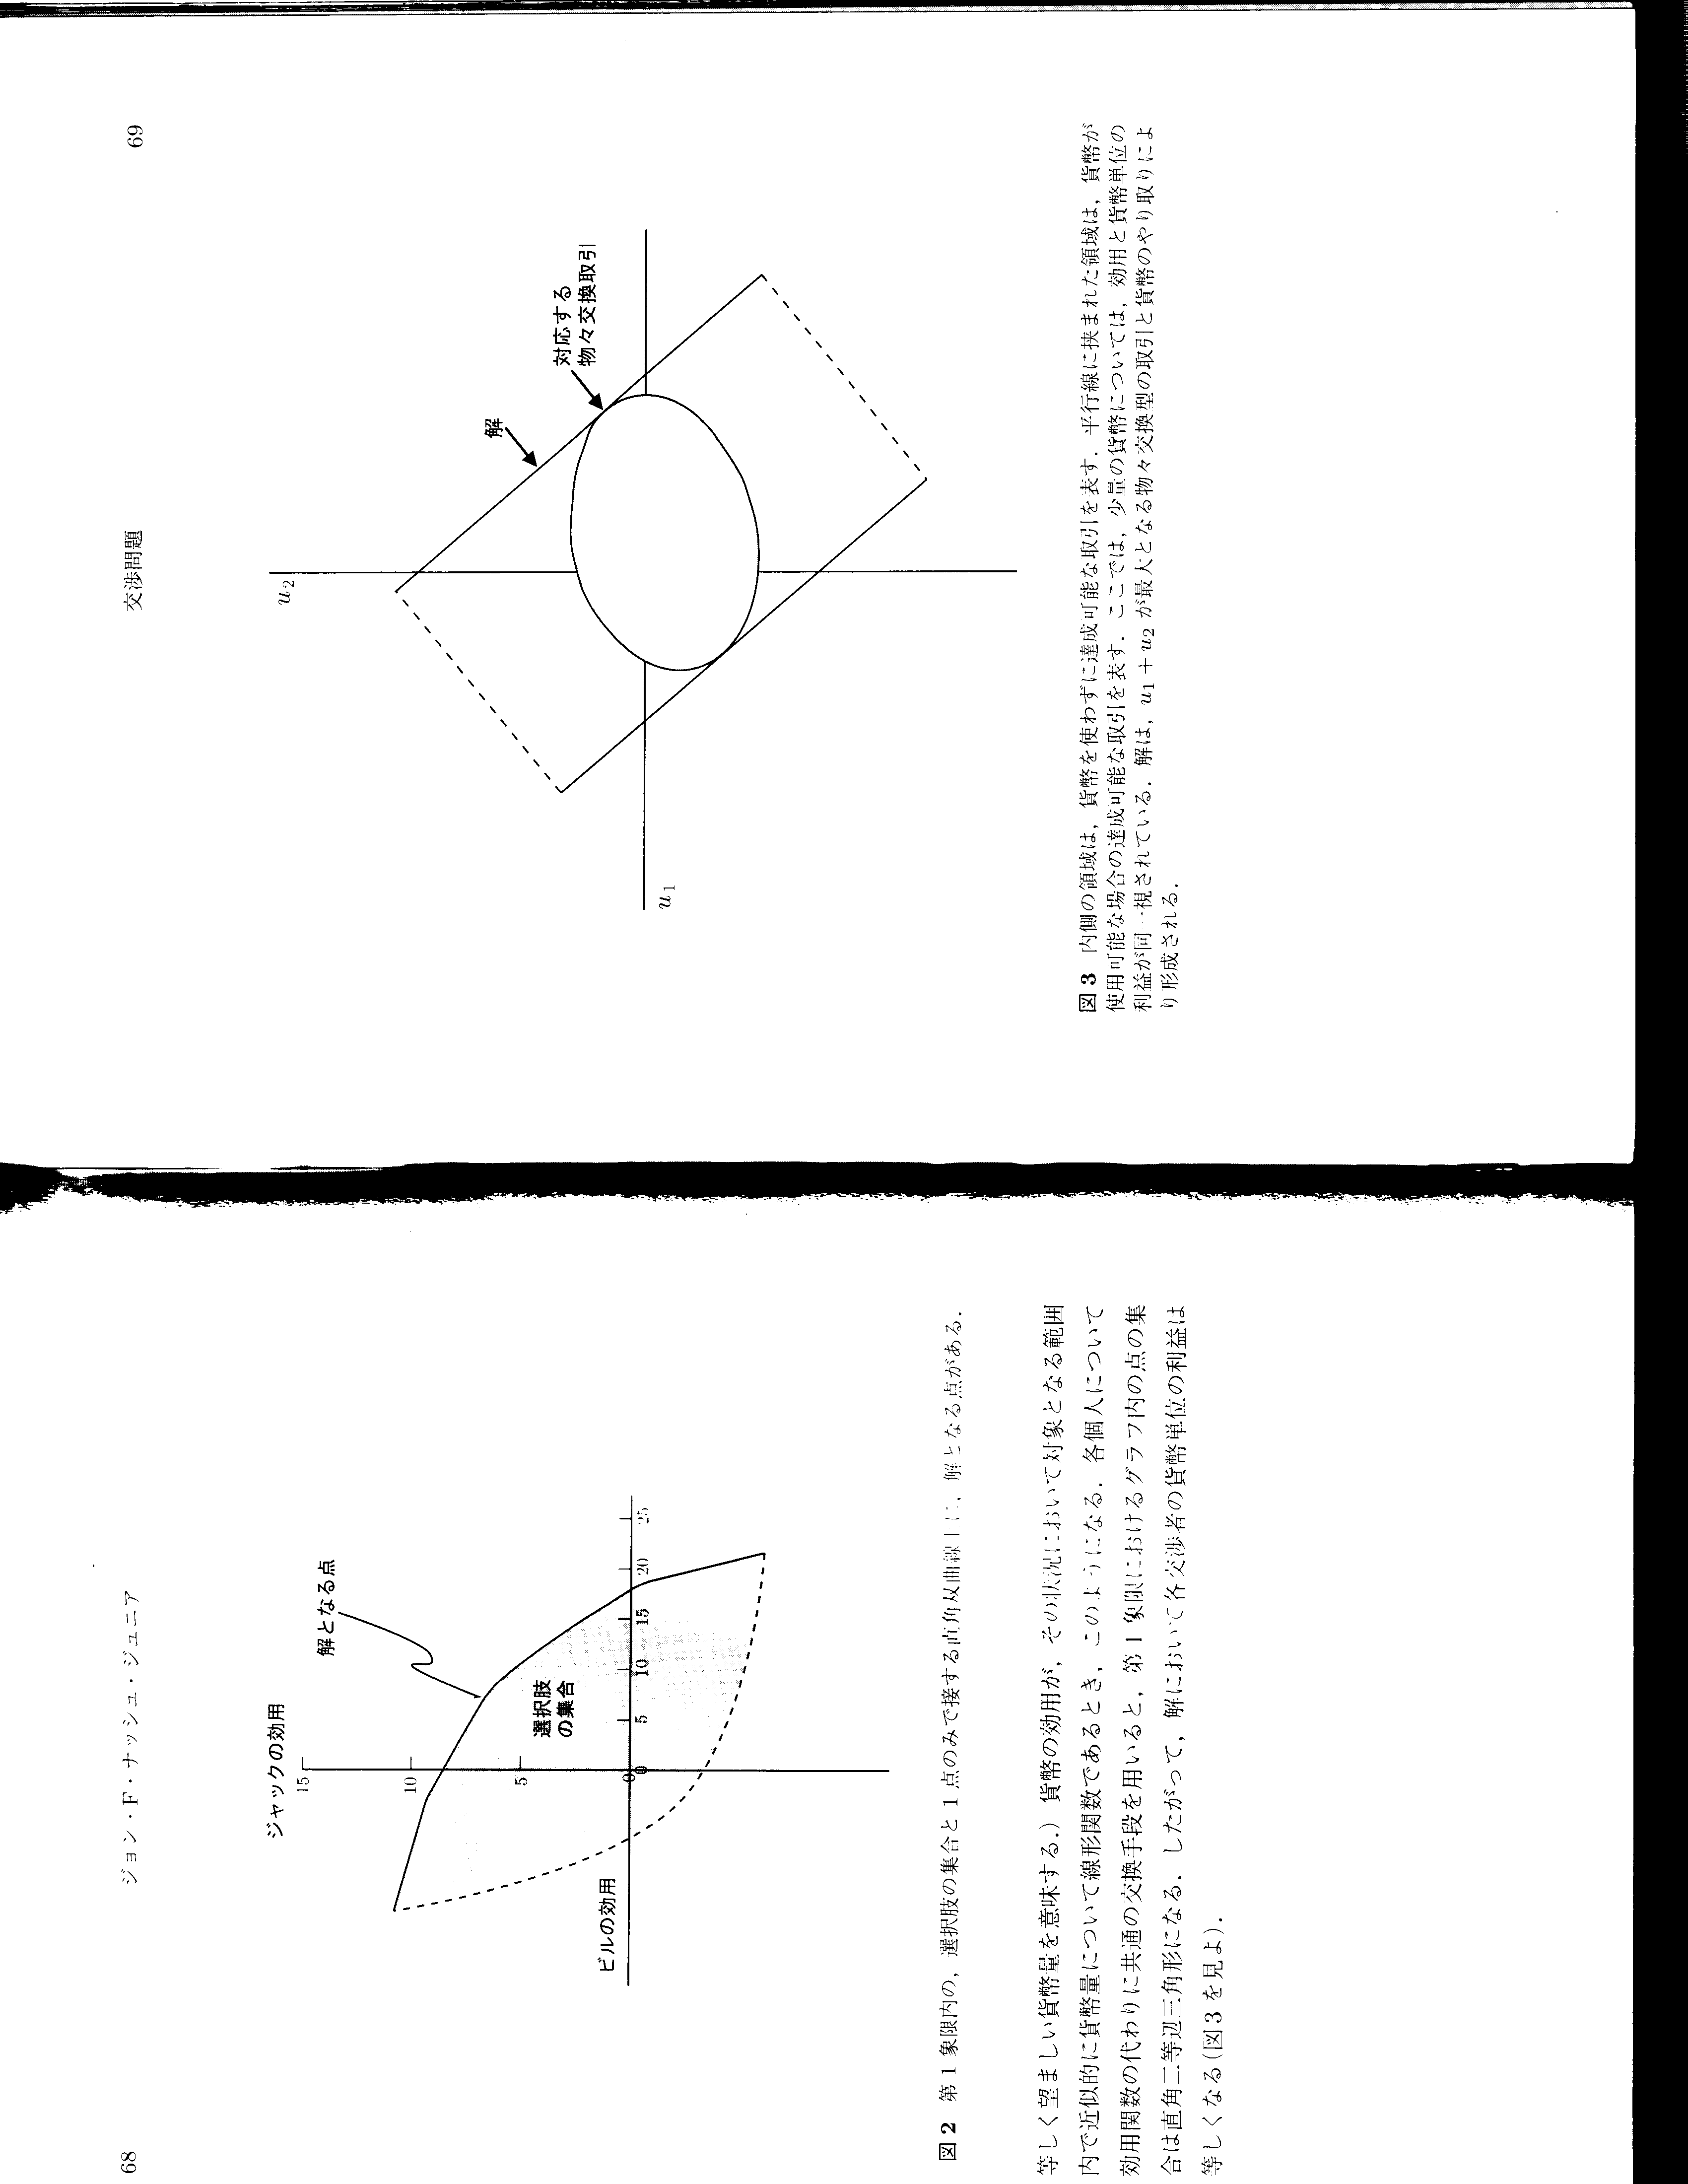 68
ジョン・F・ナッシュ・ジュニア
ジャックの効用
解となる点
15
10
5
0
0
5
10
15
20
25
選択肢
の集合
ビルの効用
図2 第1象限内の，選択肢の集合と1点のみで接する直角双曲線上に，解となる点がある．
等しく望ましい貨幣量を意味する．）貨幣の効用が，その状況において対象となる範囲
内で近似的に貨幣量について線形関数であるとき，このようになる．各個人について
効用関数の代わりに共通の交換手段を用いると，第1象限におけるグラフ内の点の集
合は直角二等辺三角形になる．したがって，解において各交渉者の貨幣単位の利益は
等しくなる（図3を見よ）．
交渉問題
69
u2
解
対応する
物々交換取引
u1
図3 内側の領域は，貨幣を使わずに達成可能な取引を表す．平行線に挟まれた領域は，貨幣が
使用可能な場合の達成可能な取引を表す．ここでは，少量の貨幣については，効用と貨幣単位の
利益が同一視されている．解は，u1 + u2 が最大となる物々交換型の取引と貨幣のやり取りによ
り形成される．